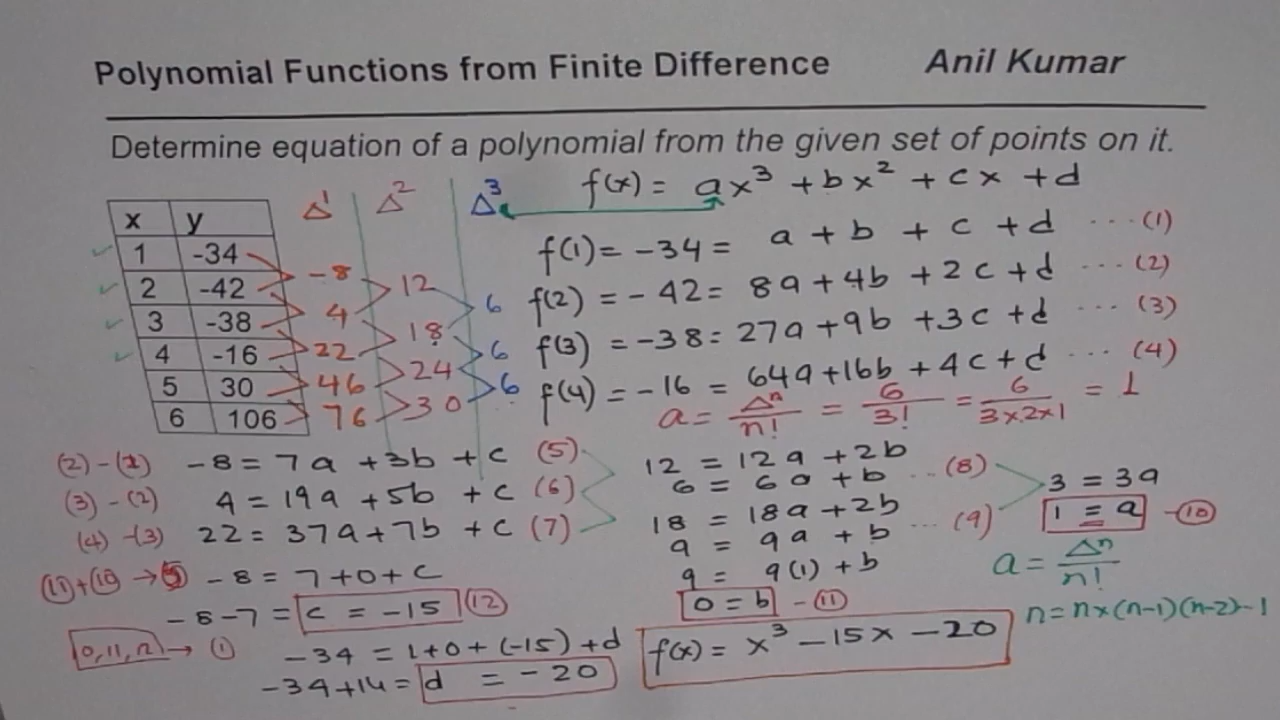 Polynomial Functions from Finite Difference Anil Kumar
Determine equation of a polynomial from the given set of points on it.
Δ¹ Δ² Δ³ f(x) = ax³ + bx² + cx + d
x y
1 -34
2 -42
3 -38
4 -16
5 30
6 106
-8
4
22
46
76
12
18
24
30
6
6
6
f(1) = -34 = a + b + c + d ... (1)
f(2) = -42 = 8a + 4b + 2c + d ... (2)
f(3) = -38 = 27a + 9b + 3c + d ... (3)
f(4) = -16 = 64a + 16b + 4c + d ... (4)
a = Δⁿ/n! = 6/3! = 6/3×2×1 = 1
(2) - (1) -8 = 7a + 3b + c (5)
(3) - (2) 4 = 19a + 5b + c (6)
(4) - (3) 22 = 37a + 7b + c (7)
12 = 12a + 2b
6 = 6a + b .. (8)
18 = 18a + 2b
9 = 9a + b ... (9)
9 = 9(1) + b
0 = b - (11)
3 = 3a
1 = a - (10)
a = Δⁿ/n!
n = n×(n-1)(n-2)--1
(11)+(10) → (5) -8 = 7 + 0 + c
-8 - 7 = c = -15 (12)
0, 11, 12 → (1) -34 = 1 + 0 + (-15) + d
-34 + 14 = d = -20
f(x) = x³ - 15x - 20